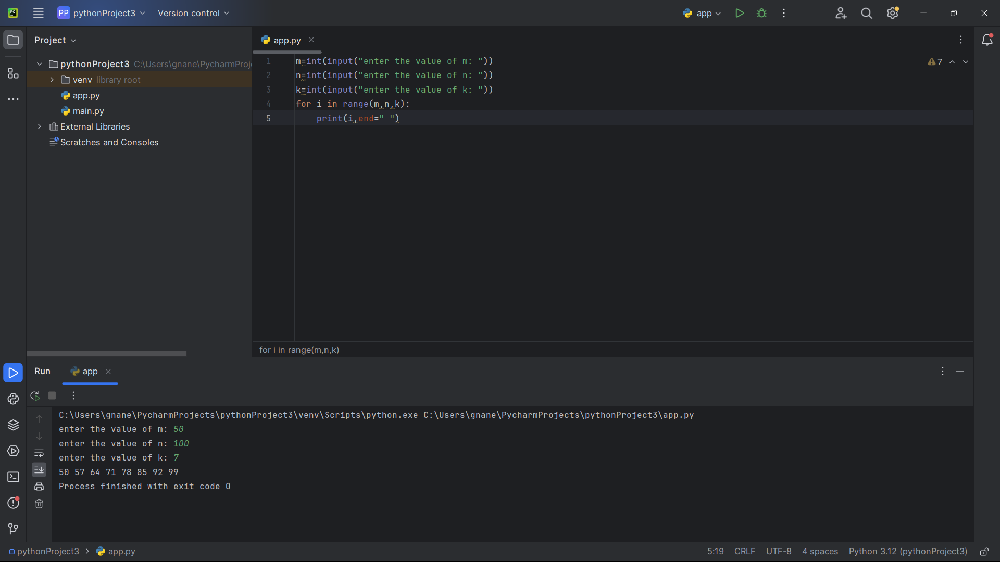 PC
PP pythonProject3 Version control app
Project
app.py
pythonProject3 C:\Users\gnane\PycharmProje
venv library root
app.py
main.py
External Libraries
Scratches and Consoles
1 m=int(input("enter the value of m: "))
2 n=int(input("enter the value of n: "))
3 k=int(input("enter the value of k: "))
4 for i in range(m,n,k):
5 print(i,end=" ")
7
for i in range(m,n,k)
Run app
C:\Users\gnane\PycharmProjects\pythonProject3\venv\Scripts\python.exe C:\Users\gnane\PycharmProjects\pythonProject3\app.py
enter the value of m: 50
enter the value of n: 100
enter the value of k: 7
50 57 64 71 78 85 92 99
Process finished with exit code 0
pythonProject3 app.py 5:19 CRLF UTF-8 4 spaces Python 3.12 (pythonProject3)